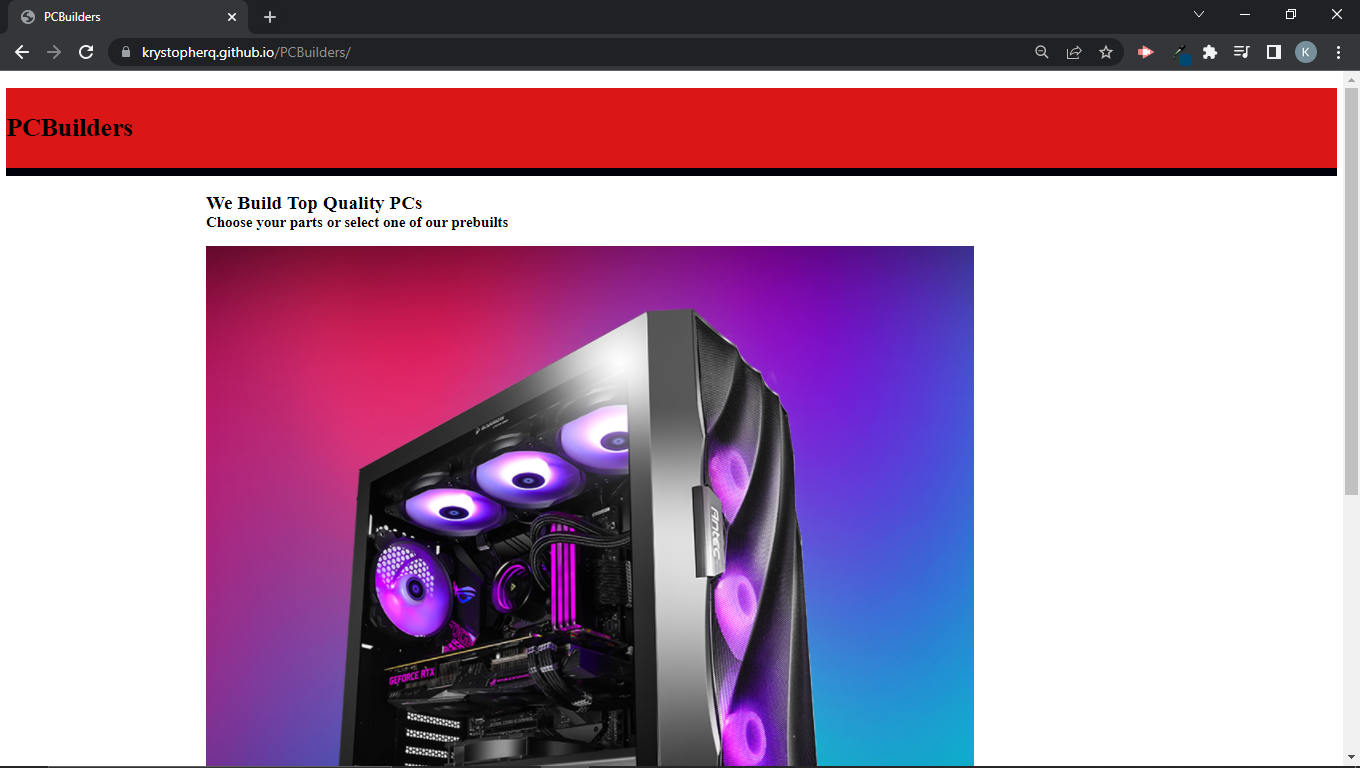 PCBuilders
krystopherq.github.io/PCBuilders/
K
PCBuilders
We Build Top Quality PCs
Choose your parts or select one of our prebuilts
Antec
GEFORCE RTX